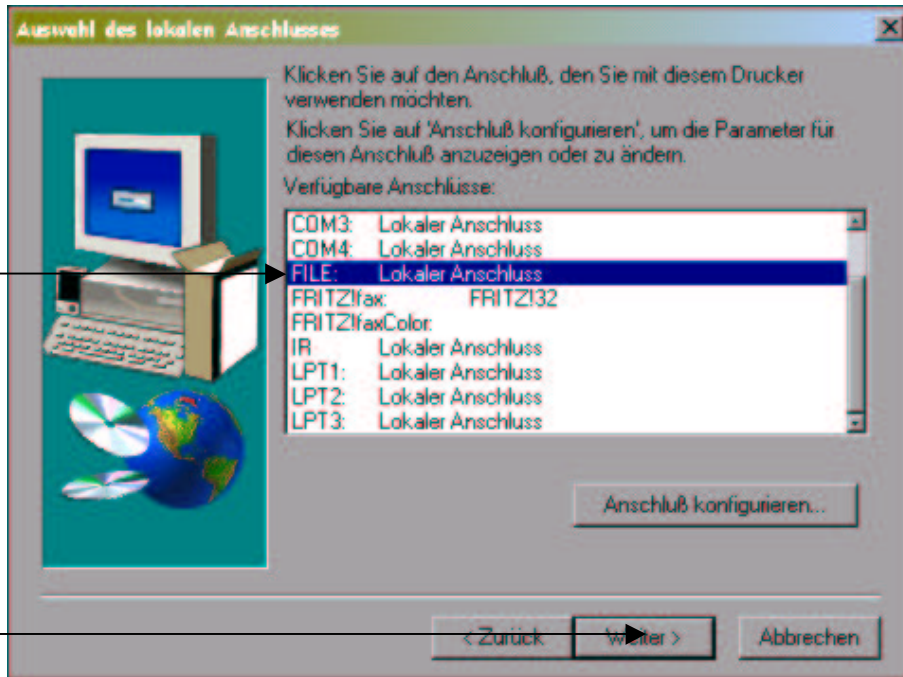 Auswahl des lokalen Anschlusses
Klicken Sie auf den Anschluß, den Sie mit diesem Drucker
verwenden möchten.
Klicken Sie auf 'Anschluß konfigurieren', um die Parameter für
diesen Anschluß anzuzeigen oder zu ändern.
Verfügbare Anschlüsse:
COM3: Lokaler Anschluss
COM4: Lokaler Anschluss
FILE: Lokaler Anschluss
FRITZ!fax: FRITZ!32
FRITZ!faxColor:
IR Lokaler Anschluss
LPT1: Lokaler Anschluss
LPT2: Lokaler Anschluss
LPT3: Lokaler Anschluss
Anschluß konfigurieren...
< Zurück Weiter > Abbrechen